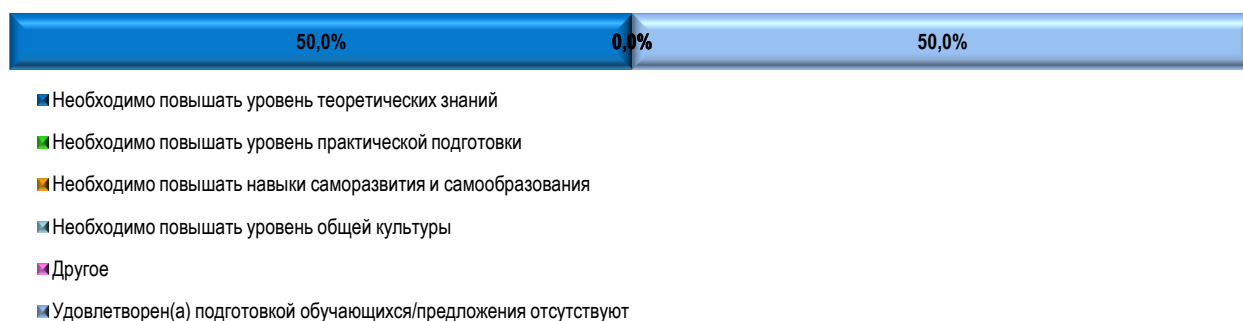 50,0% 0,0% 50,0%
Необходимо повышать уровень теоретических знаний
Необходимо повышать уровень практической подготовки
Необходимо повышать навыки саморазвития и самообразования
Необходимо повышать уровень общей культуры
Другое
Удовлетворен(а) подготовкой обучающихся/предложения отсутствуют